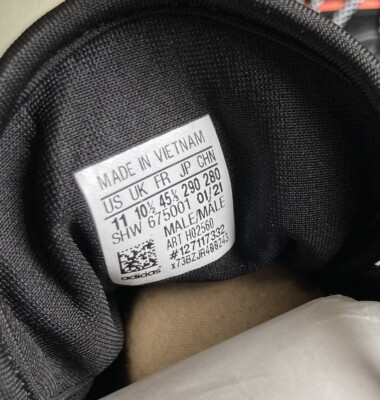 MADE IN VIETNAM
US UK FR JP CHN
11 10½ 45⅓ 290 280
SHW 675001 01/21
MALE/MÂLE
ART H02560
#127117332
adidas